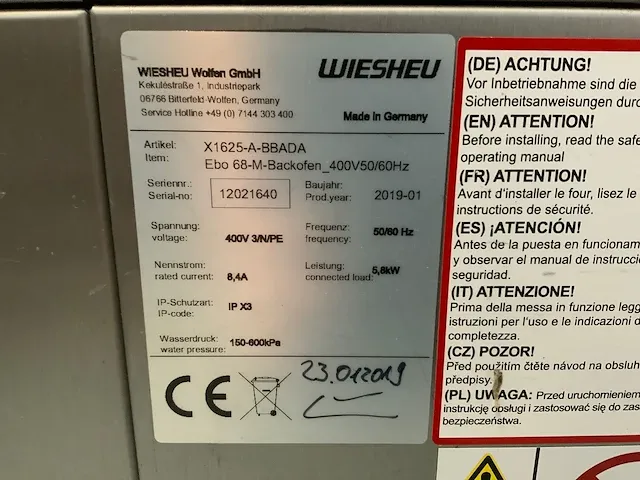 WIESHEU Wolfen GmbH
Kekuléstraße 1, Industriepark
06766 Bitterfeld-Wolfen, Germany
Service Hotline +49 (0) 7144 303 400
WIESHEU
Made in Germany
Artikel: X1625-A-BBADA
Item: Ebo 68-M-Backofen_400V50/60Hz
Seriennr.: Baujahr:
Serial-no: 12021640 Prod.year: 2019-01
Spannung: Frequenz:
voltage: 400V 3/N/PE frequency: 50/60 Hz
Nennstrom: Leistung:
rated current: 8,4A connected load: 5,8kW
IP-Schutzart:
IP-code: IP X3
Wasserdruck:
water pressure: 150-600kPa
CE
23.01.2019
(DE) ACHTUNG!
Vor Inbetriebnahme sind die
Sicherheitsanweisungen durc
(EN) ATTENTION!
Before installing, read the safe
operating manual
(FR) ATTENTION!
Avant d'installer le four, lisez le
instructions de sécurité.
(ES) ¡ATENCIÓN!
Antes de la puesta en funcionam
y observar el manual de instrucci
seguridad.
(IT) ATTENZIONE!
Prima della messa in funzione legg
istruzioni per l'uso e le indicazioni d
completezza.
(CZ) POZOR!
Před použitím čtěte návod na obsluh
předpisy.
(PL) UWAGA: Przed uruchomieniem
instrukcję obsługi i zastosować się do zas
bezpieczeństwa.